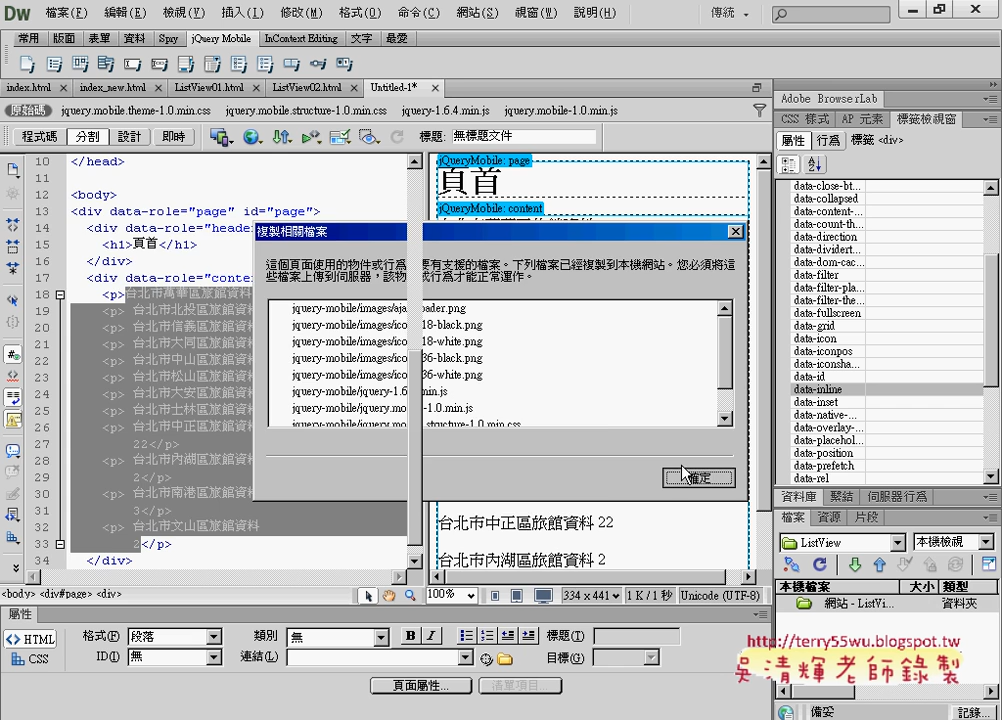 Dw 檔案(F) 編輯(E) 檢視(V) 插入(I) 修改(M) 格式(O) 命令(C) 網站(S) 視窗(W) 說明(H) 傳統
常用 版面 表單 資料 Spry jQuery Mobile InContext Editing 文字 最愛
index.html index_new.html ListView01.html ListView02.html Untitled-1*
原始碼 jquery.mobile.theme-1.0.min.css jquery.mobile.structure-1.0.min.css jquery-1.6.4.min.js jquery.mobile-1.0.min.js
程式碼 分割 設計 即時 標題: 無標題文件
10 </head>
11
12 <body>
13 <div data-role="page" id="page">
14 <div data-role="header
15 <h1>頁首</h1>
16 </div>
17 <div data-role="conte
18 <p>台北市萬華區旅館資料
19 <p> 台北市北投區旅館資料
20 <p> 台北市信義區旅館資料
21 <p> 台北市大同區旅館資料
22 <p> 台北市中山區旅館資料
23 <p> 台北市松山區旅館資料
24 <p> 台北市大安區旅館資料
25 <p> 台北市士林區旅館資料
26 <p> 台北市中正區旅館資料
27 22</p>
28 <p> 台北市內湖區旅館資料
29 2</p>
30 <p> 台北市南港區旅館資料
31 3</p>
32 <p> 台北市文山區旅館資料
33 2</p>
34 </div>
jQueryMobile: page
頁首
jQueryMobile: content
複製相關檔案
這個頁面使用的物件或行為 要有支援的檔案。下列檔案已經複製到本機網站。您必須將這
些檔案上傳到伺服器，該物 或行為才能正常運作。
jquery-mobile/images/aja oader.png
jquery-mobile/images/ico 18-black.png
jquery-mobile/images/ico 18-white.png
jquery-mobile/images/ico 36-black.png
jquery-mobile/images/ico 36-white.png
jquery-mobile/jquery-1.6 min.js
jquery-mobile/jquery.mo -1.0.min.js
jquery-mobile/jquery.mo structure-1.0.min.css
確定
台北市中正區旅館資料 22
台北市內湖區旅館資料 2
<body> <div#page> <div> 100% 334 x 441 1 K / 1 秒 Unicode (UTF-8)
屬性
<> HTML 格式(F) 段落 類別 無 B I 標題(T)
CSS ID(I) 無 連結(L) 目標(G)
頁面屬性... 清單項目...
Adobe BrowserLab
CSS 樣式 AP 元素 標籤檢視窗
屬性 行為 標籤 <div>
data-close-bt...
data-collapsed
data-content-...
data-count-th...
data-direction
data-dividert...
data-dom-cac...
data-filter
data-filter-pla...
data-filter-the...
data-fullscreen
data-grid
data-icon
data-iconpos
data-iconsha...
data-id
data-inline
data-inset
data-native-...
data-overlay-...
data-placehol...
data-position
data-prefetch
data-rel
資料庫 繫結 伺服器行為
檔案 資源 片段
ListView 本機檢視
本機檔案 大小 類型
網站 - ListVi... 資料夾
http://terry55wu.blogspot.tw
吳清輝老師錄製
備妥 記錄...